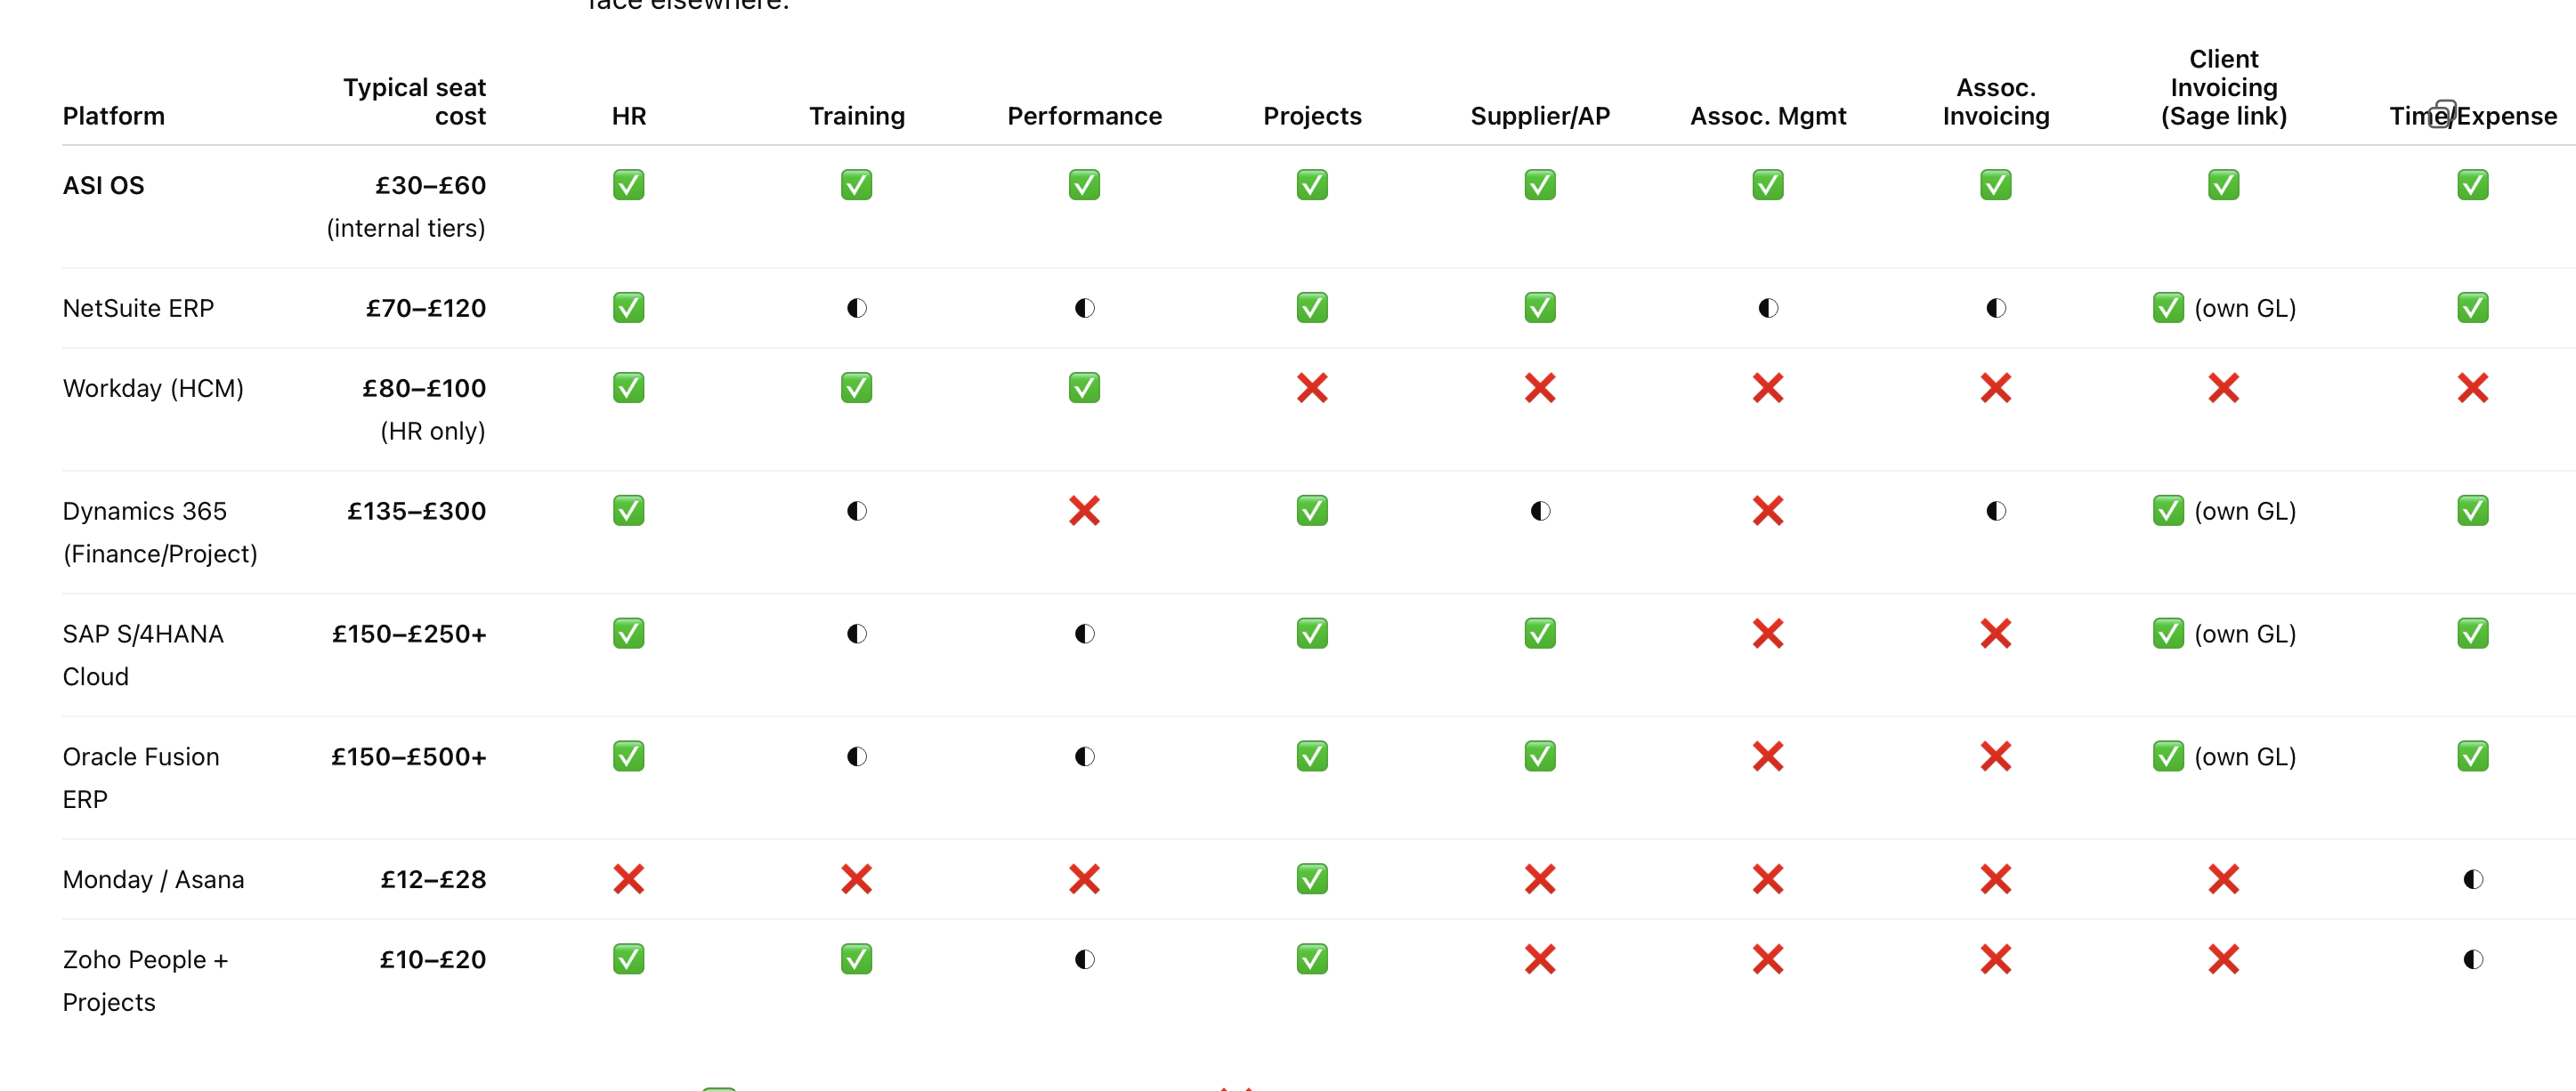 face elsewhere.
Platform	Typical seat cost	HR	Training	Performance	Projects	Supplier/AP	Assoc. Mgmt	Assoc. Invoicing	Client Invoicing (Sage link)	Time/Expense
ASI OS	£30–£60	✅	✅	✅	✅	✅	✅	✅	✅	✅
(internal tiers)
NetSuite ERP	£70–£120	✅	◐	◐	✅	✅	◐	◐	✅ (own GL)	✅
Workday (HCM)	£80–£100	✅	✅	✅	❌	❌	❌	❌	❌	❌
(HR only)
Dynamics 365	£135–£300	✅	◐	❌	✅	◐	❌	◐	✅ (own GL)	✅
(Finance/Project)
SAP S/4HANA	£150–£250+	✅	◐	◐	✅	✅	❌	❌	✅ (own GL)	✅
Cloud
Oracle Fusion	£150–£500+	✅	◐	◐	✅	✅	❌	❌	✅ (own GL)	✅
ERP
Monday / Asana	£12–£28	❌	❌	❌	✅	❌	❌	❌	❌	◐
Zoho People +	£10–£20	✅	✅	◐	✅	❌	❌	❌	❌	◐
Projects